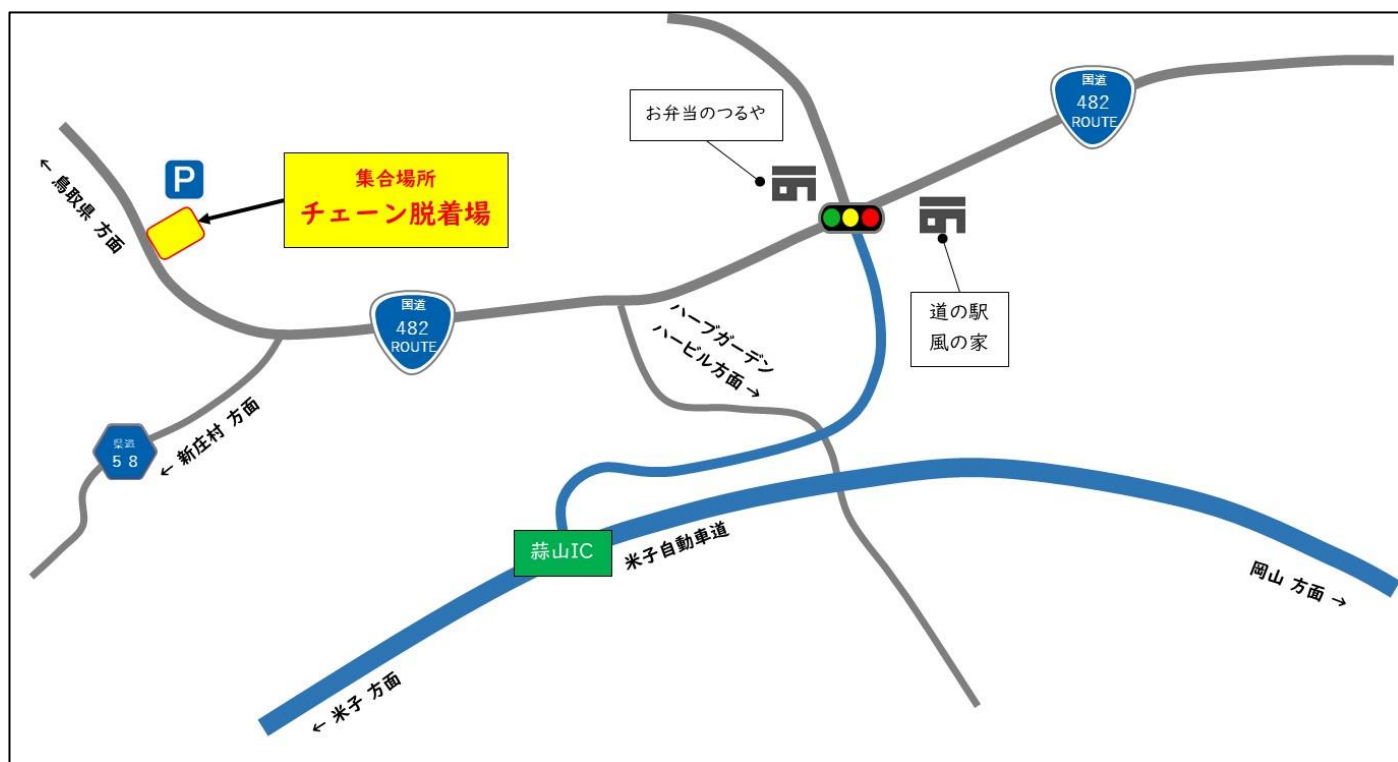 国道
482
ROUTE
お弁当のつるや
P
集合場所
チェーン脱着場
← 鳥取県 方面
道の駅
風の家
国道
482
ROUTE
ハーブガーデン
ハービル方面 →
県道
58
← 新庄村 方面
蒜山IC
米子自動車道
岡山 方面 →
← 米子 方面